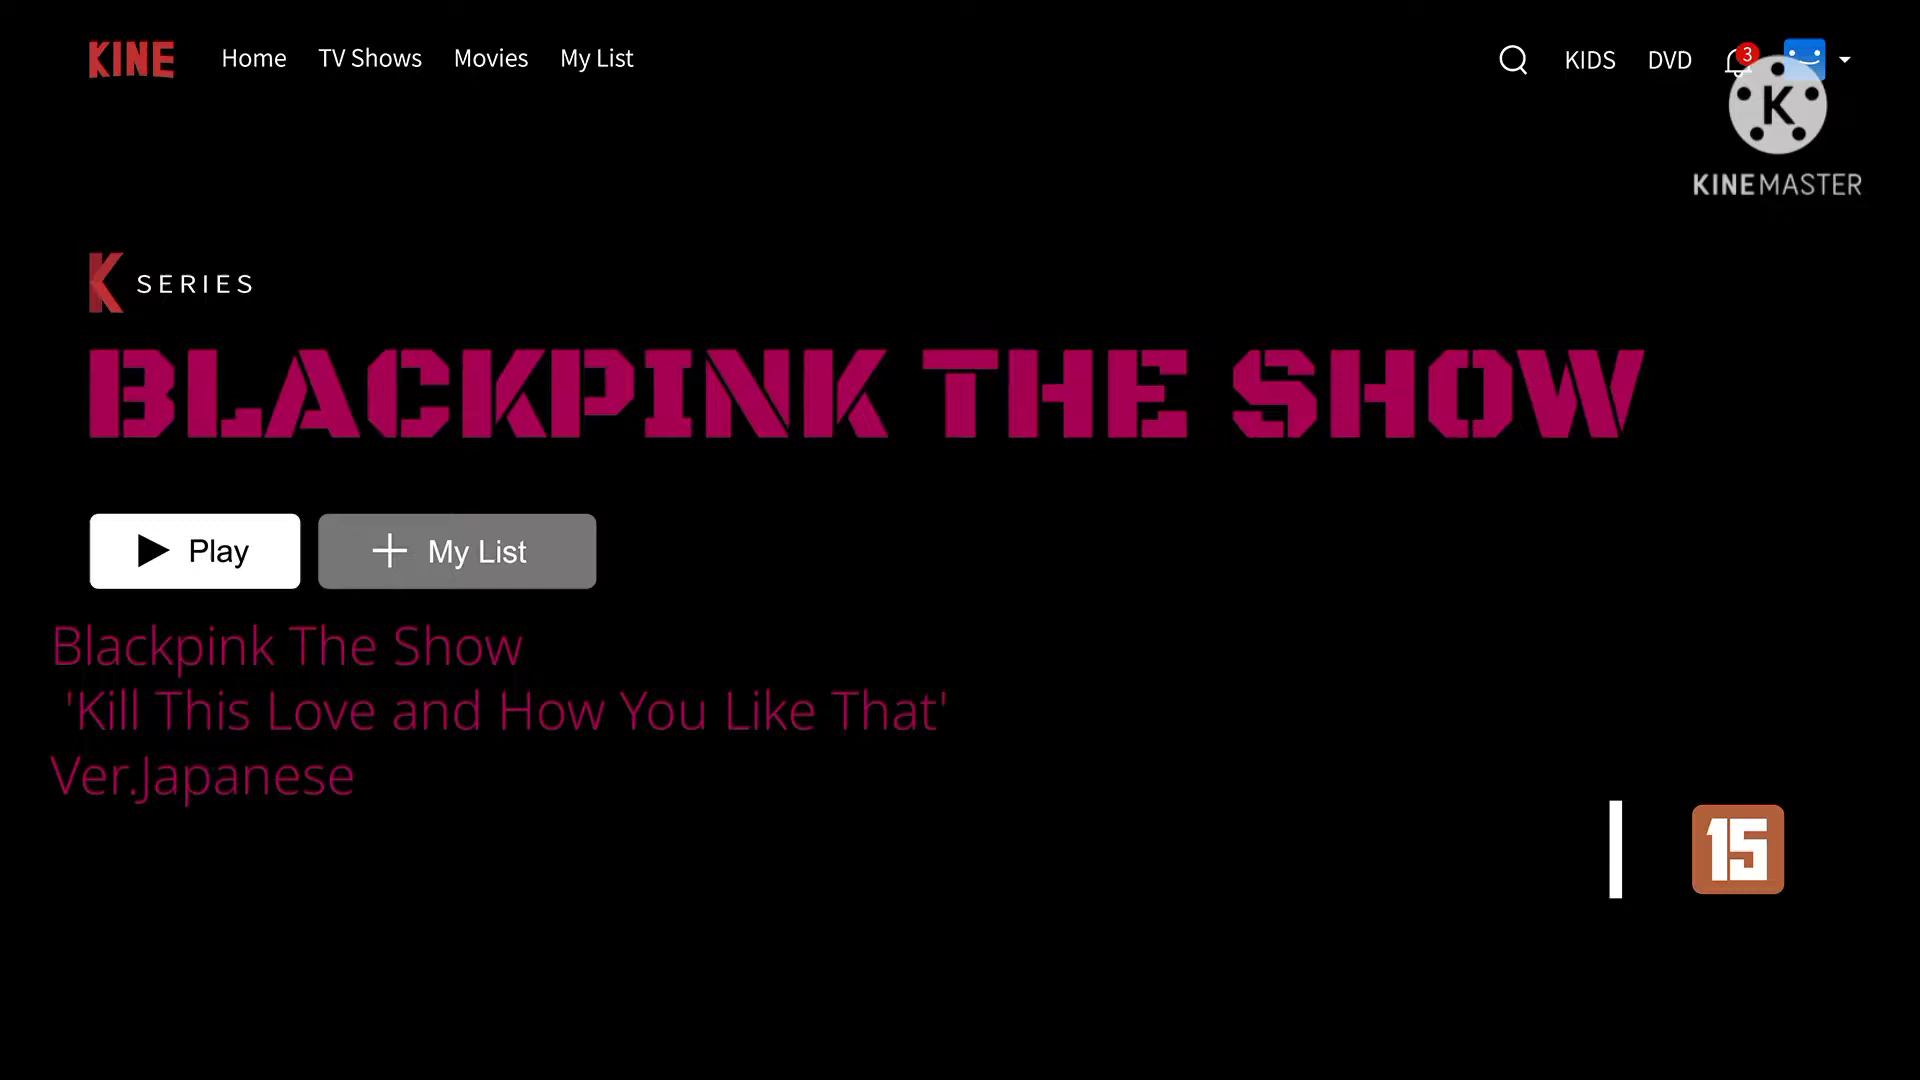 KINE Home TV Shows Movies My List KIDS DVD 3
K
KINEMASTER
K SERIES
BLACKPINK THE SHOW
Play My List
Blackpink The Show
'Kill This Love and How You Like That'
Ver.Japanese
15